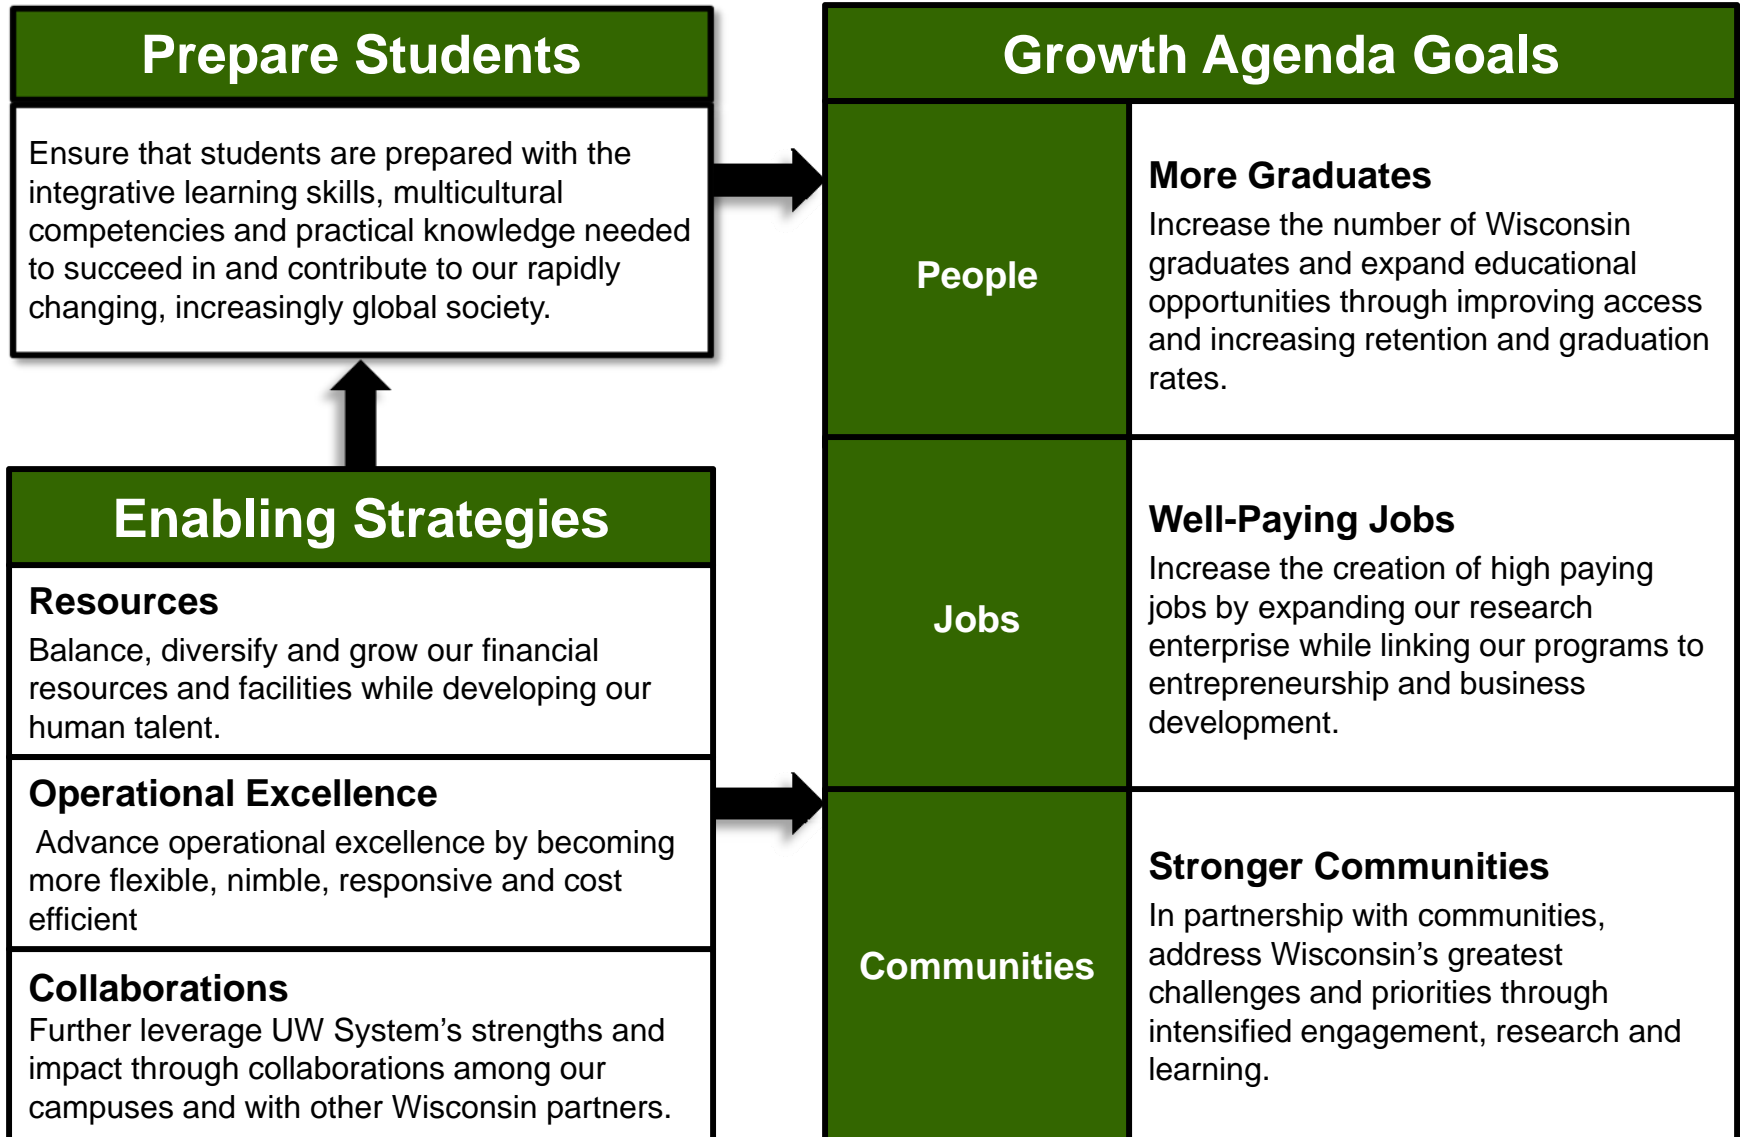 Prepare Students
Ensure that students are prepared with the
integrative learning skills, multicultural
competencies and practical knowledge needed
to succeed in and contribute to our rapidly
changing, increasingly global society.
Enabling Strategies
Resources
Balance, diversify and grow our financial
resources and facilities while developing our
human talent.
Operational Excellence
Advance operational excellence by becoming
more flexible, nimble, responsive and cost
efficient
Collaborations
Further leverage UW System’s strengths and
impact through collaborations among our
campuses and with other Wisconsin partners.
Growth Agenda Goals
People
More Graduates
Increase the number of Wisconsin
graduates and expand educational
opportunities through improving access
and increasing retention and graduation
rates.
Jobs
Well-Paying Jobs
Increase the creation of high paying
jobs by expanding our research
enterprise while linking our programs to
entrepreneurship and business
development.
Communities
Stronger Communities
In partnership with communities,
address Wisconsin’s greatest
challenges and priorities through
intensified engagement, research and
learning.